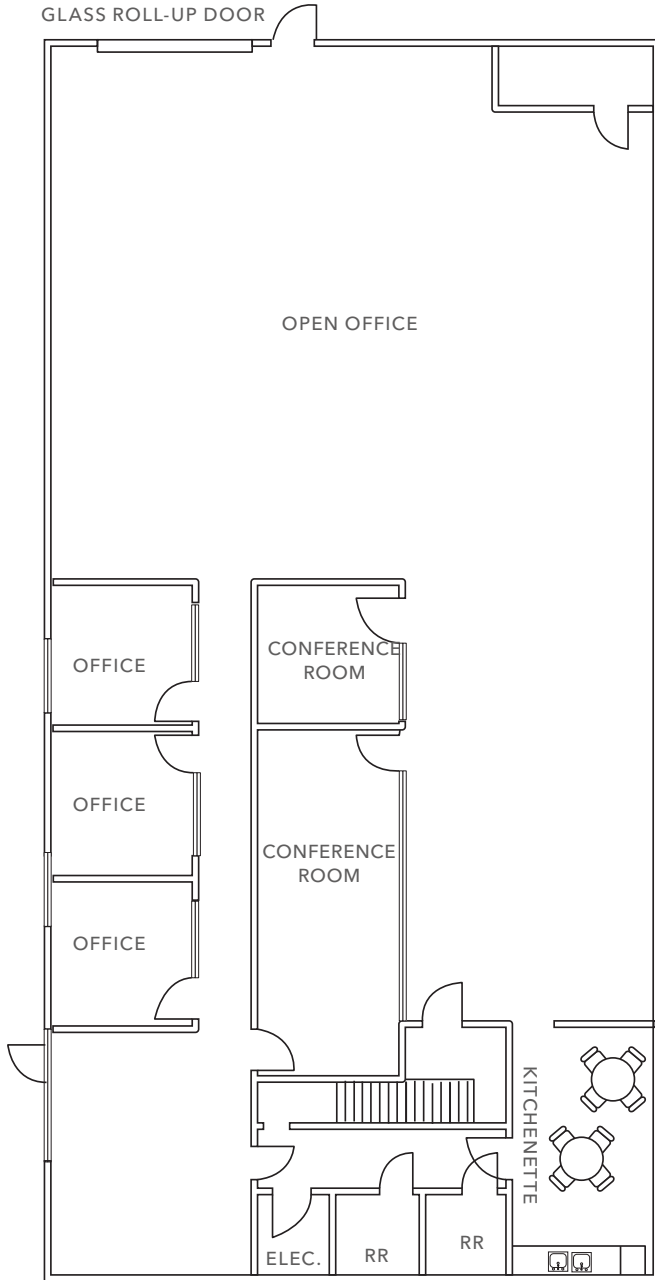 GLASS ROLL-UP DOOR
OPEN OFFICE
OFFICE
CONFERENCE
ROOM
OFFICE
CONFERENCE
ROOM
OFFICE
KITCHENETTE
ELEC.
RR
RR